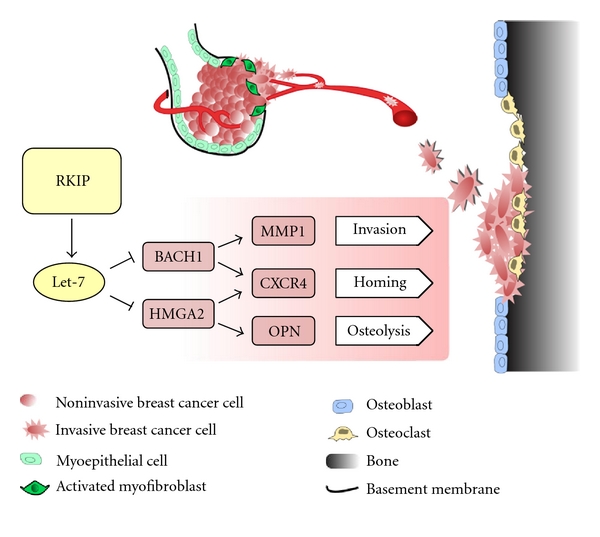 RKIP
Let-7
BACH1
HMGA2
MMP1
CXCR4
OPN
Invasion
Homing
Osteolysis
Noninvasive breast cancer cell
Invasive breast cancer cell
Myoepithelial cell
Activated myofibroblast
Osteoblast
Osteoclast
Bone
Basement membrane